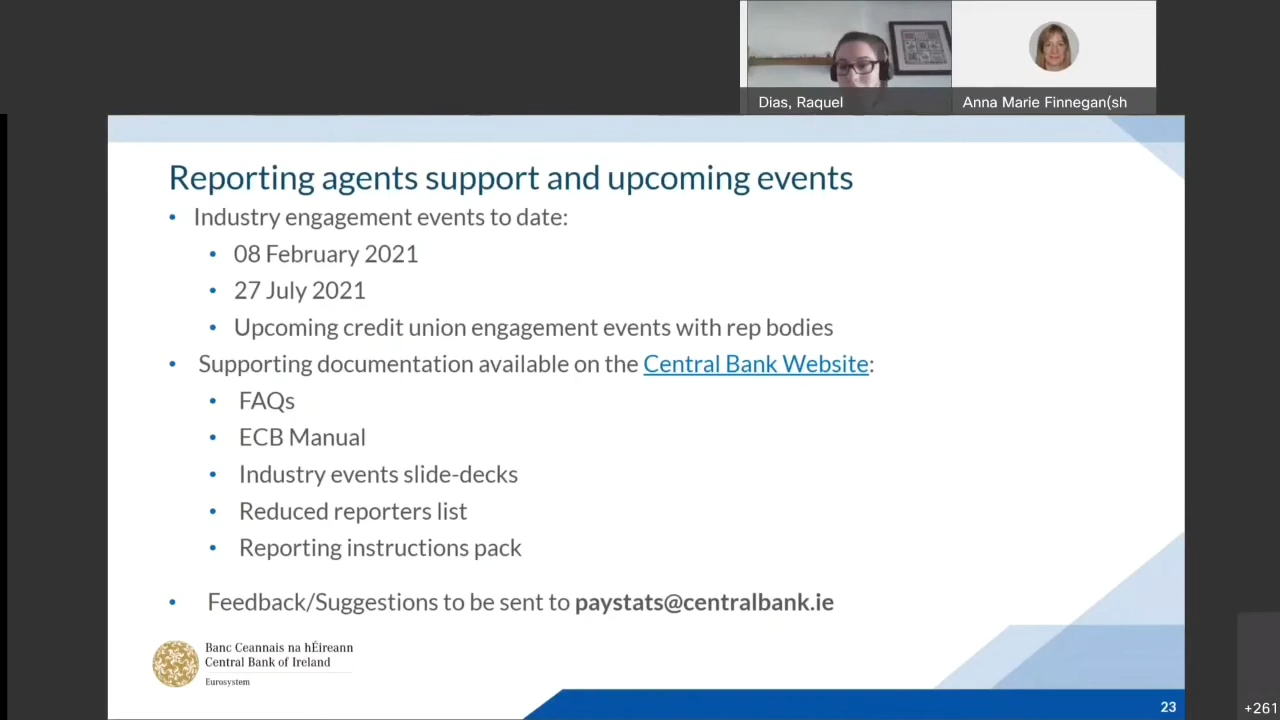 Dias, Raquel
Anna Marie Finnegan(sh
Reporting agents support and upcoming events
• Industry engagement events to date:
• 08 February 2021
• 27 July 2021
• Upcoming credit union engagement events with rep bodies
• Supporting documentation available on the Central Bank Website:
• FAQs
• ECB Manual
• Industry events slide-decks
• Reduced reporters list
• Reporting instructions pack
• Feedback/Suggestions to be sent to paystats@centralbank.ie
Banc Ceannais na hÉireann
Central Bank of Ireland
Eurosystem
23
+261